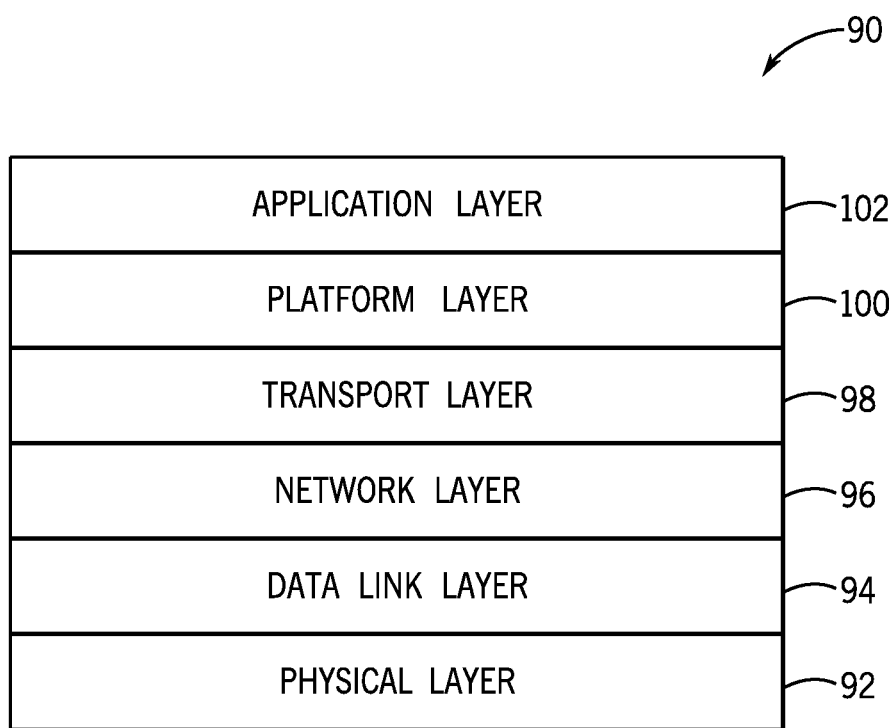 90
APPLICATION LAYER 102
PLATFORM LAYER 100
TRANSPORT LAYER 98
NETWORK LAYER 96
DATA LINK LAYER 94
PHYSICAL LAYER 92